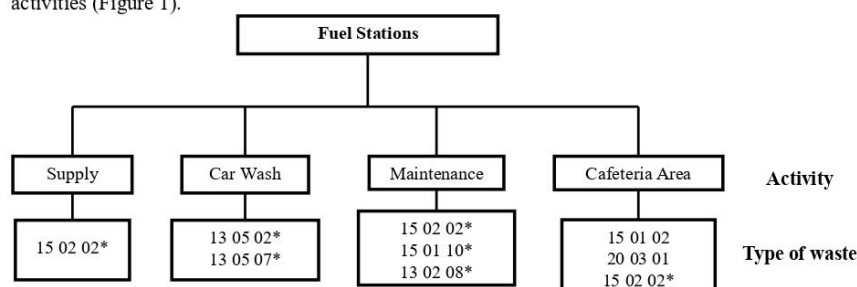 activities (Figure 1).
Fuel Stations
Supply
Car Wash
Maintenance
Cafeteria Area
Activity
15 02 02*
13 05 02*
13 05 07*
15 02 02*
15 01 10*
13 02 08*
15 01 02
20 03 01
15 02 02*
Type of waste